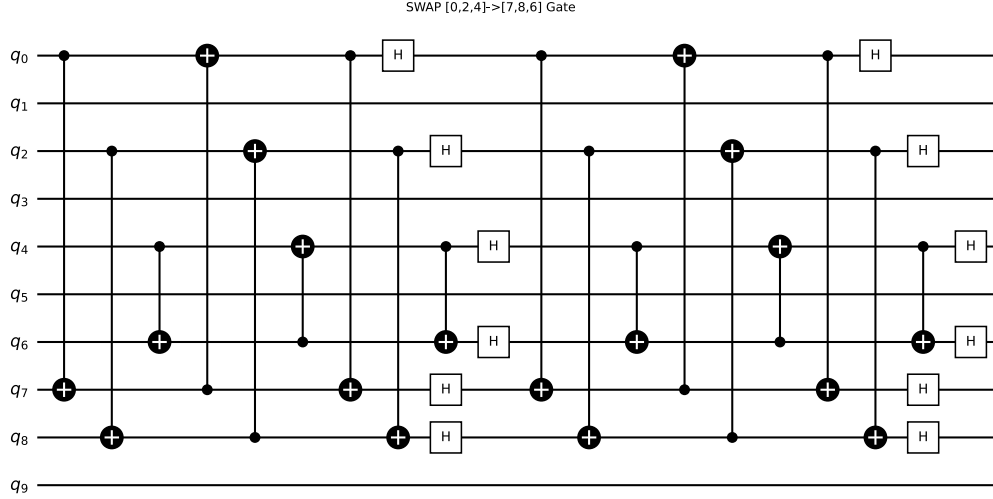 SWAP [0,2,4]->[7,8,6] Gate
q0 H H
q1
q2 H H
q3
q4 H H
q5
q6 H H
q7 H H
q8 H H
q9